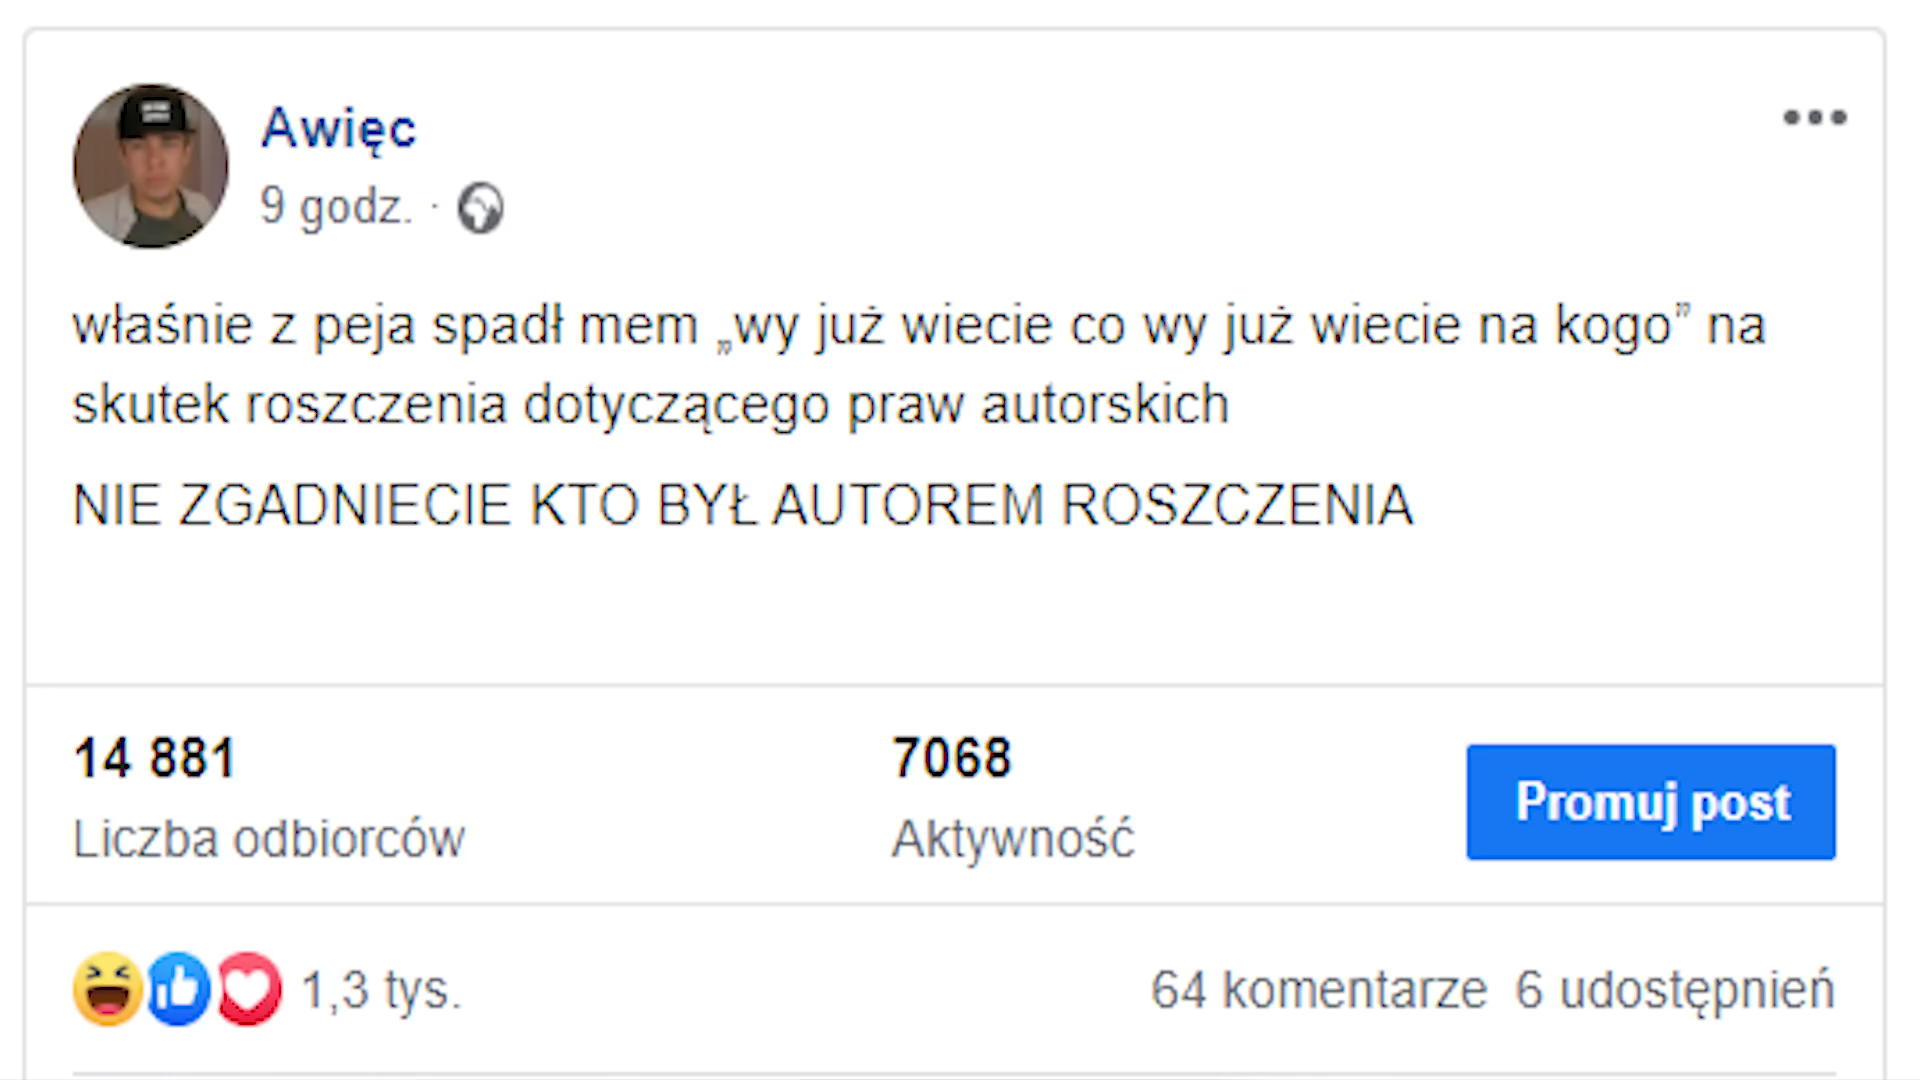 Awięc
9 godz. ·
właśnie z peja spadł mem „wy już wiecie co wy już wiecie na kogo” na
skutek roszczenia dotyczącego praw autorskich
NIE ZGADNIECIE KTO BYŁ AUTOREM ROSZCZENIA
14 881
7068
Promuj post
Liczba odbiorców
Aktywność
1,3 tys.
64 komentarze 6 udostępnień